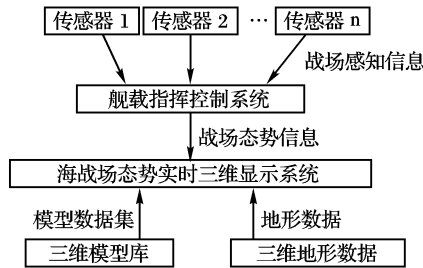 传感器 1 传感器 2 … 传感器 n
战场感知信息
舰载指挥控制系统
战场态势信息
海战场态势实时三维显示系统
模型数据集 地形数据
三维模型库 三维地形数据